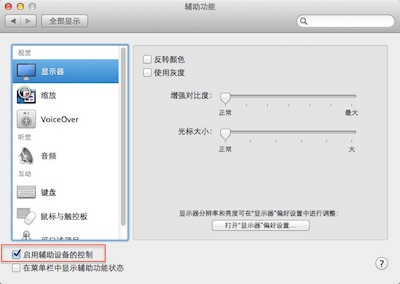 辅助功能
全部显示
视觉
显示器
缩放
VoiceOver
听觉
音频
互动
键盘
鼠标与触控板
反转颜色
使用灰度
增强对比度：
正常
最大
光标大小：
正常
大
显示器分辨率和亮度可在“显示器”偏好设置中进行调整：
打开“显示器”偏好设置…
启用辅助设备的控制
在菜单栏中显示辅助功能状态
?